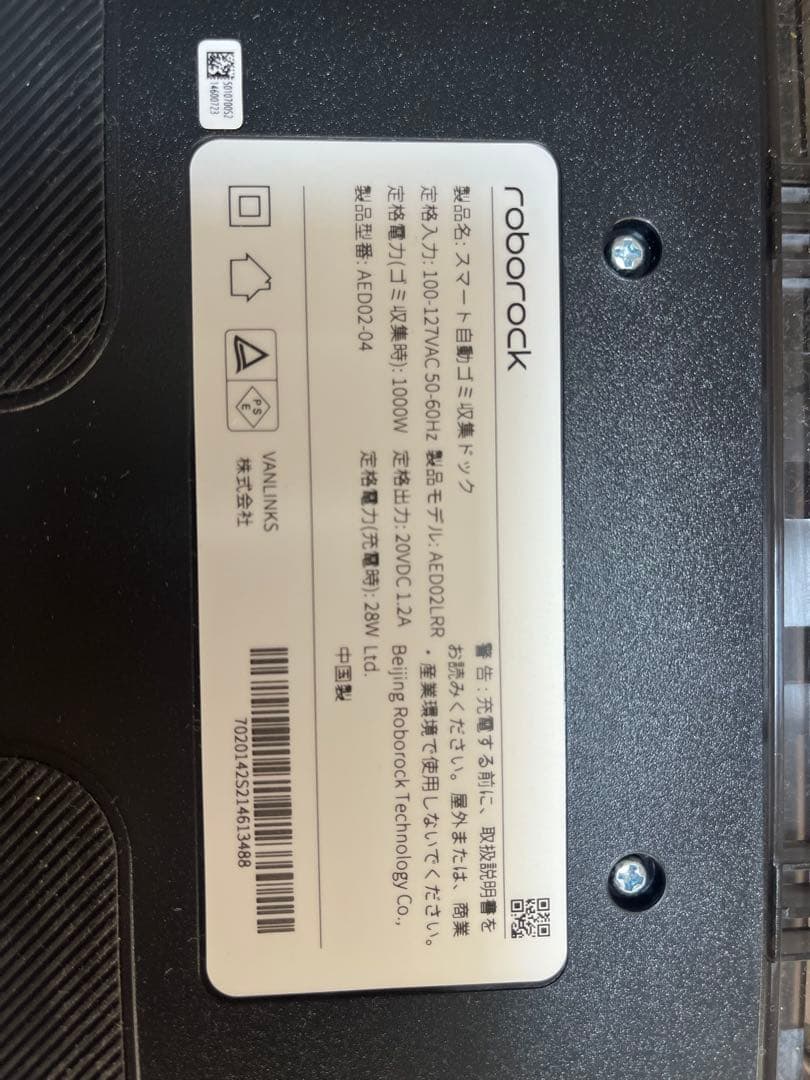 S01070052
14600723
roborock
製品名: スマート自動ゴミ収集ドック
定格入力: 100-127VAC 50-60Hz 製品モデル: AED02LRR
定格電力(ゴミ収集時): 1000W 定格出力: 20VDC 1.2A
製品型番: AED02-04 定格電力(充電時): 28W
警告: 充電する前に、取扱説明書を
お読みください。屋外または、商業
・産業環境で使用しないでください。
Beijing Roborock Technology Co.,
Ltd.
中国製
PS
E
VANLINKS
株式会社
7020142S214613488